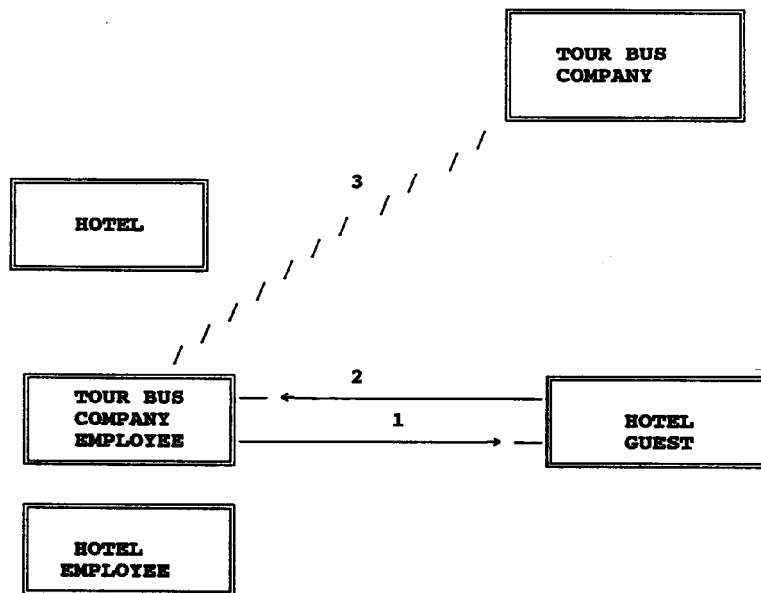 TOUR BUS
COMPANY
3
HOTEL
2
TOUR BUS
COMPANY
EMPLOYEE
1
HOTEL
GUEST
HOTEL
EMPLOYEE